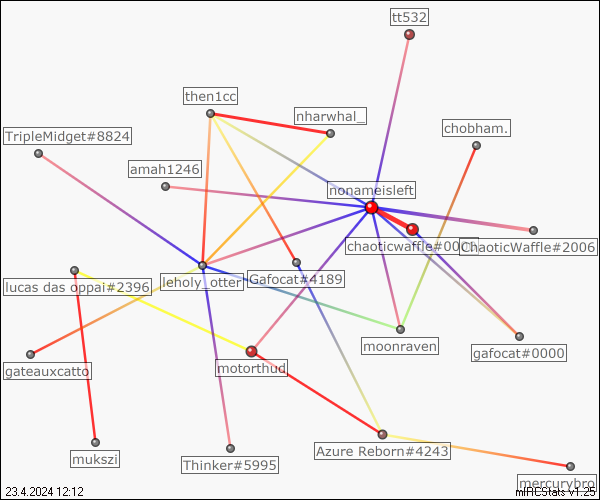 tt532
then1cc
nharwhal_
TripleMidget#8824
chobham.
amah1246
nonameisleft
chaoticwaffle#000
ChaoticWaffle#2006
lucas das oppai#2396
leholy_otter
Gafocat#4189
moonraven
gafocat#0000
gateauxcatto
motorthud
mukszi
Thinker#5995
Azure Reborn#4243
mercurybro
23.4.2024 12:12
mIRCStats v1.25